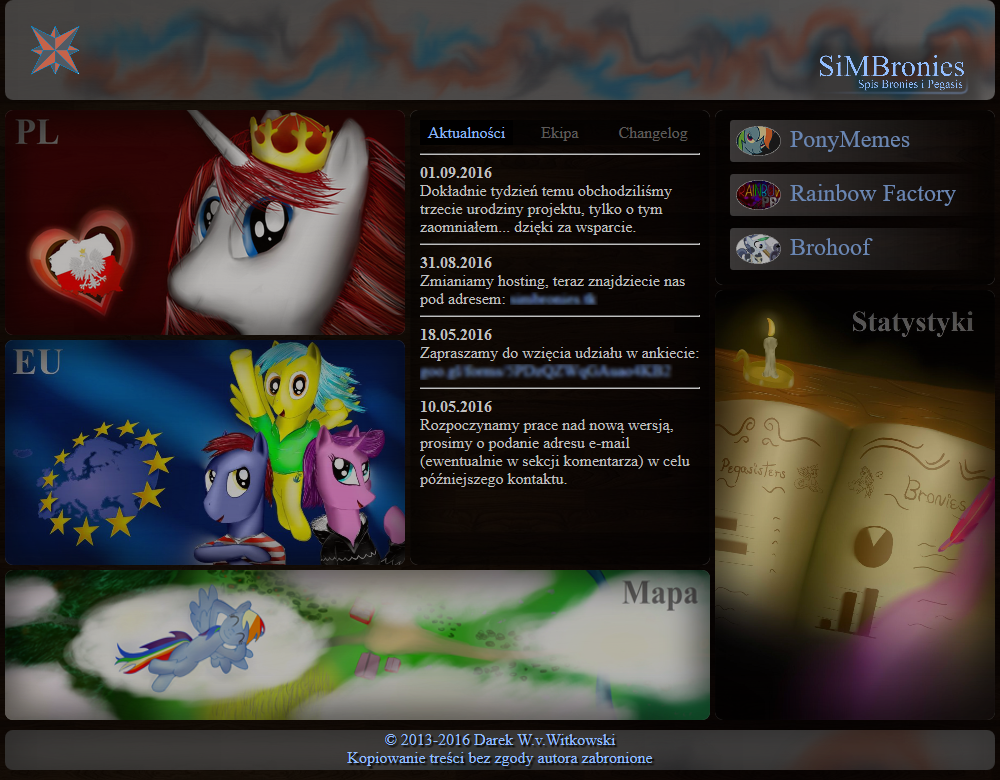 SiMBronies
Spis Bronies i Pegasis
PL
Aktualności Ekipa Changelog
01.09.2016
Dokładnie tydzień temu obchodziliśmy
trzecie urodziny projektu, tylko o tym
zaomniałem... dzięki za wsparcie.
31.08.2016
Zmianiamy hosting, teraz znajdziecie nas
pod adresem:
18.05.2016
Zapraszamy do wzięcia udziału w ankiecie:
10.05.2016
Rozpoczynamy prace nad nową wersją,
prosimy o podanie adresu e-mail
(ewentualnie w sekcji komentarza) w celu
późniejszego kontaktu.
PonyMemes
Rainbow Factory
Brohoof
EU
Statystyki
Pegasisters
Bronies
Mapa
© 2013-2016 Darek W.v.Witkowski
Kopiowanie treści bez zgody autora zabronione